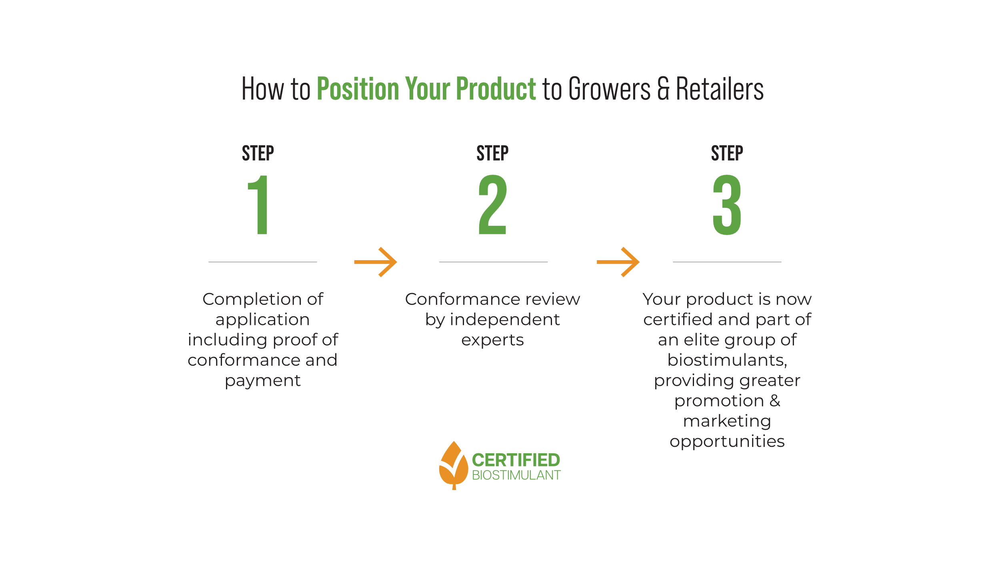 How to Position Your Product to Growers & Retailers
STEP
1
Completion of
application
including proof of
conformance and
payment
STEP
2
Conformance review
by independent
experts
STEP
3
Your product is now
certified and part of
an elite group of
biostimulants,
providing greater
promotion &
marketing
opportunities
CERTIFIED
BIOSTIMULANT